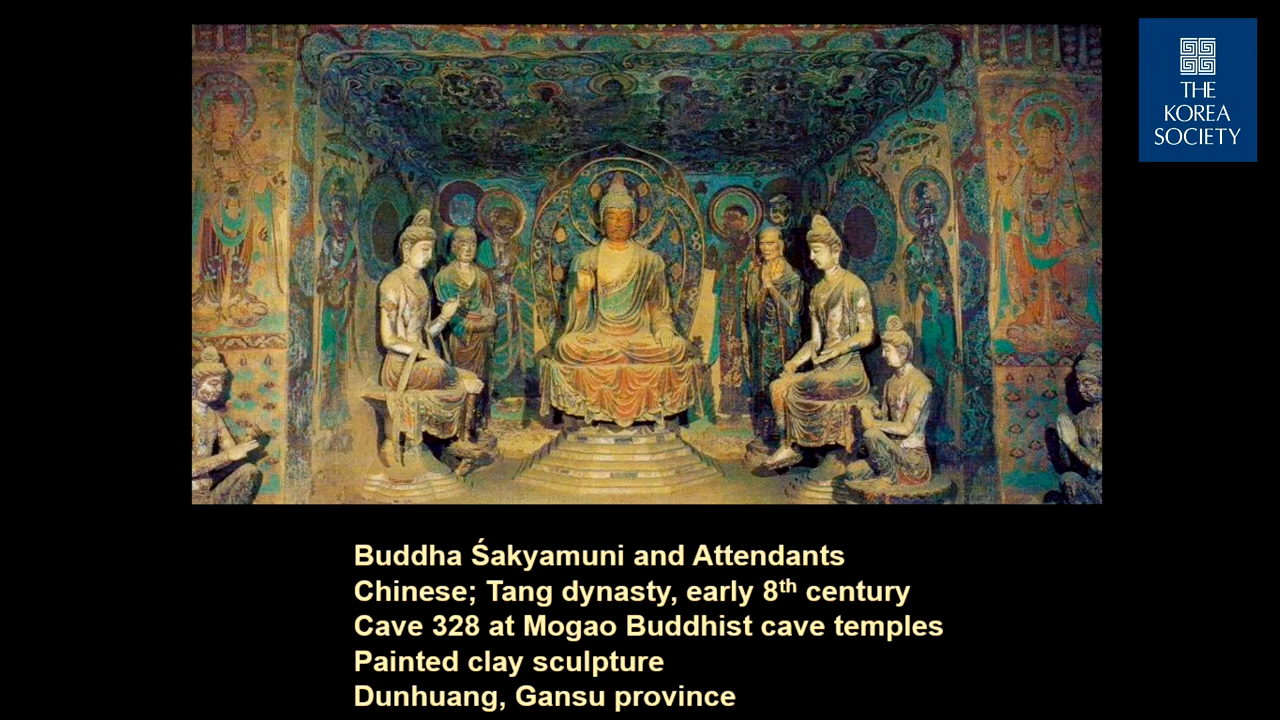 THE
KOREA
SOCIETY
Buddha Śakyamuni and Attendants
Chinese; Tang dynasty, early 8th century
Cave 328 at Mogao Buddhist cave temples
Painted clay sculpture
Dunhuang, Gansu province